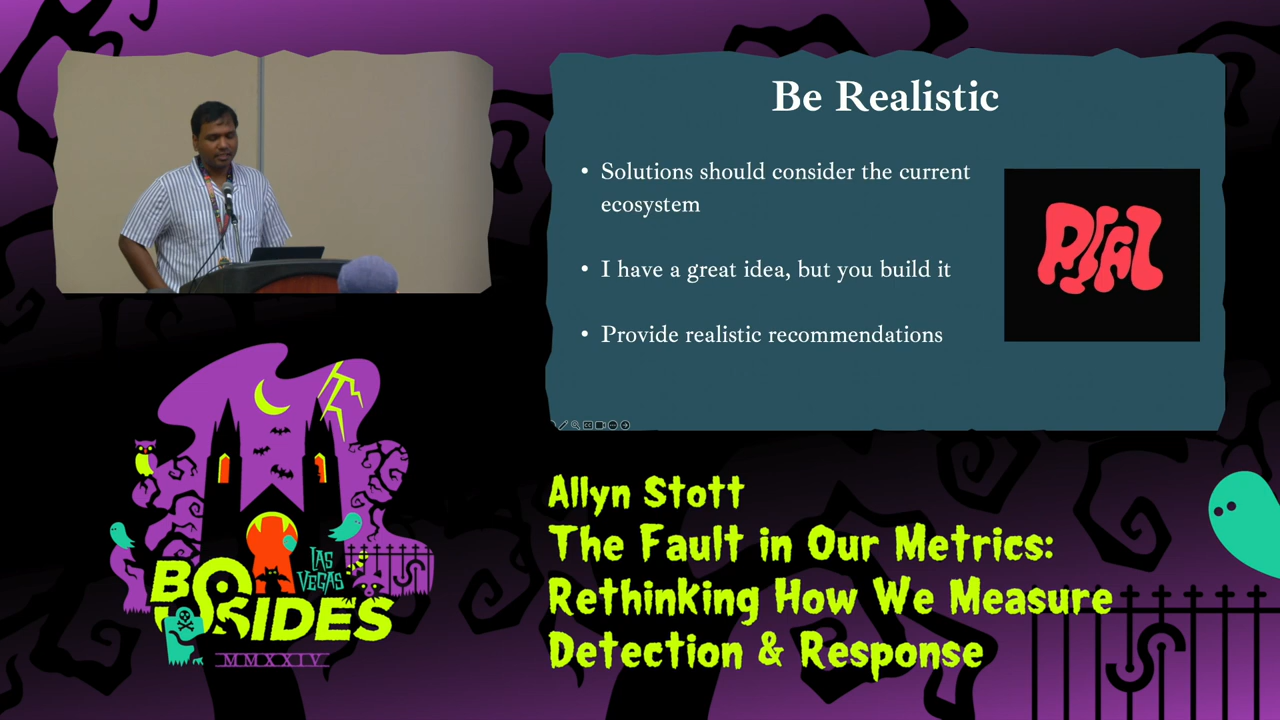 Be Realistic
• Solutions should consider the current
ecosystem
• I have a great idea, but you build it
• Provide realistic recommendations
REAL
Allyn Stott
The Fault in Our Metrics:
Rethinking How We Measure
Detection & Response
LAS
VEGAS
BSIDES
MMXXIV